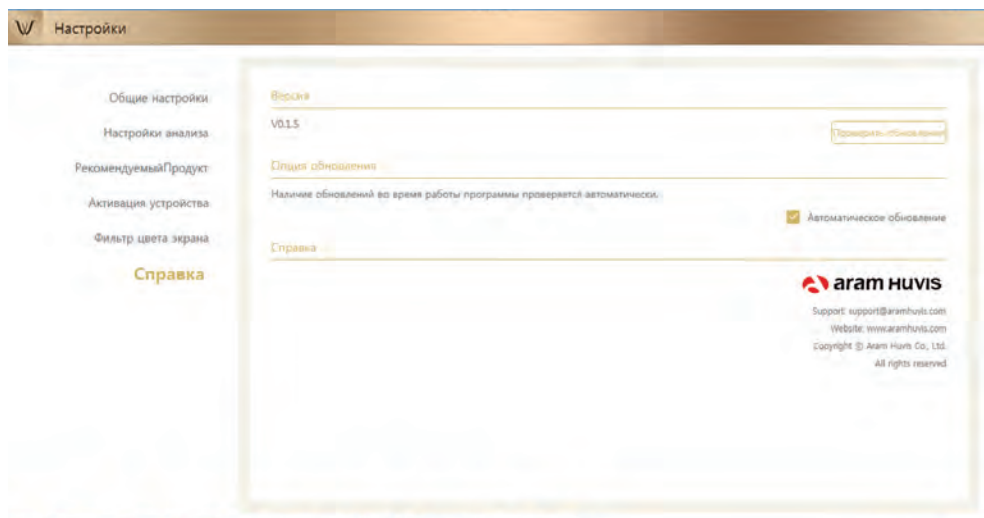 Настройки
Общие настройки
Настройки анализа
РекомендуемыйПродукт
Активация устройства
Фильтр цвета экрана
Справка
Версия
V0.1.5
Проверить обновления
Опция обновления
Наличие обновлений во время работы программы проверяется автоматически.
Автоматическое обновление
Справка
aram HUVIS
Support: support@aramhuvis.com
Website: www.aramhuvis.com
Copyright © Aram Huvis Co., Ltd.
All rights reserved